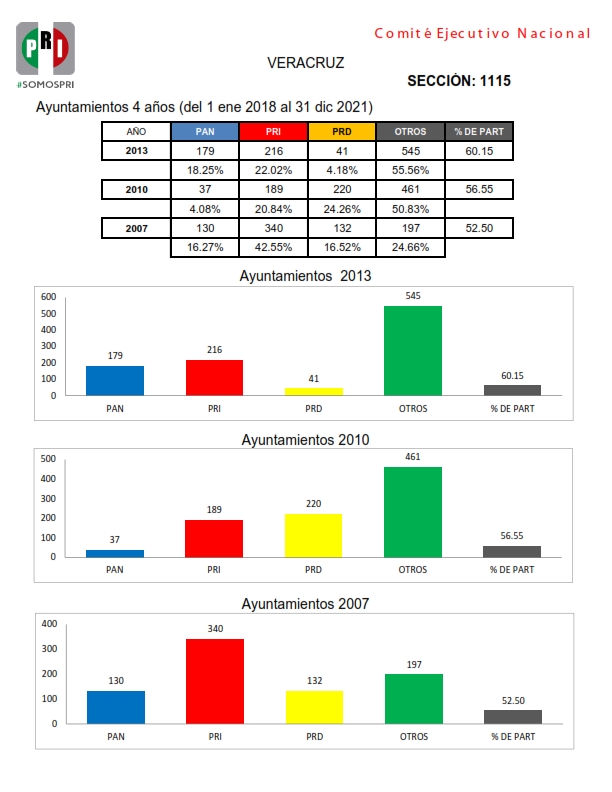 Comité Ejecutivo Nacional
PRI
#SOMOSPRI
VERACRUZ
SECCIÓN: 1115
Ayuntamientos 4 años (del 1 ene 2018 al 31 dic 2021)
AÑO PAN PRI PRD OTROS % DE PART
2013 179 216 41 545 60.15
18.25% 22.02% 4.18% 55.56%
2010 37 189 220 461 56.55
4.08% 20.84% 24.26% 50.83%
2007 130 340 132 197 52.50
16.27% 42.55% 16.52% 24.66%
Ayuntamientos 2013
600
500
400
300
200
100
0
179 216 41 545 60.15
PAN PRI PRD OTROS % DE PART
Ayuntamientos 2010
500
400
300
200
100
0
37 189 220 461 56.55
PAN PRI PRD OTROS % DE PART
Ayuntamientos 2007
400
300
200
100
0
130 340 132 197 52.50
PAN PRI PRD OTROS % DE PART